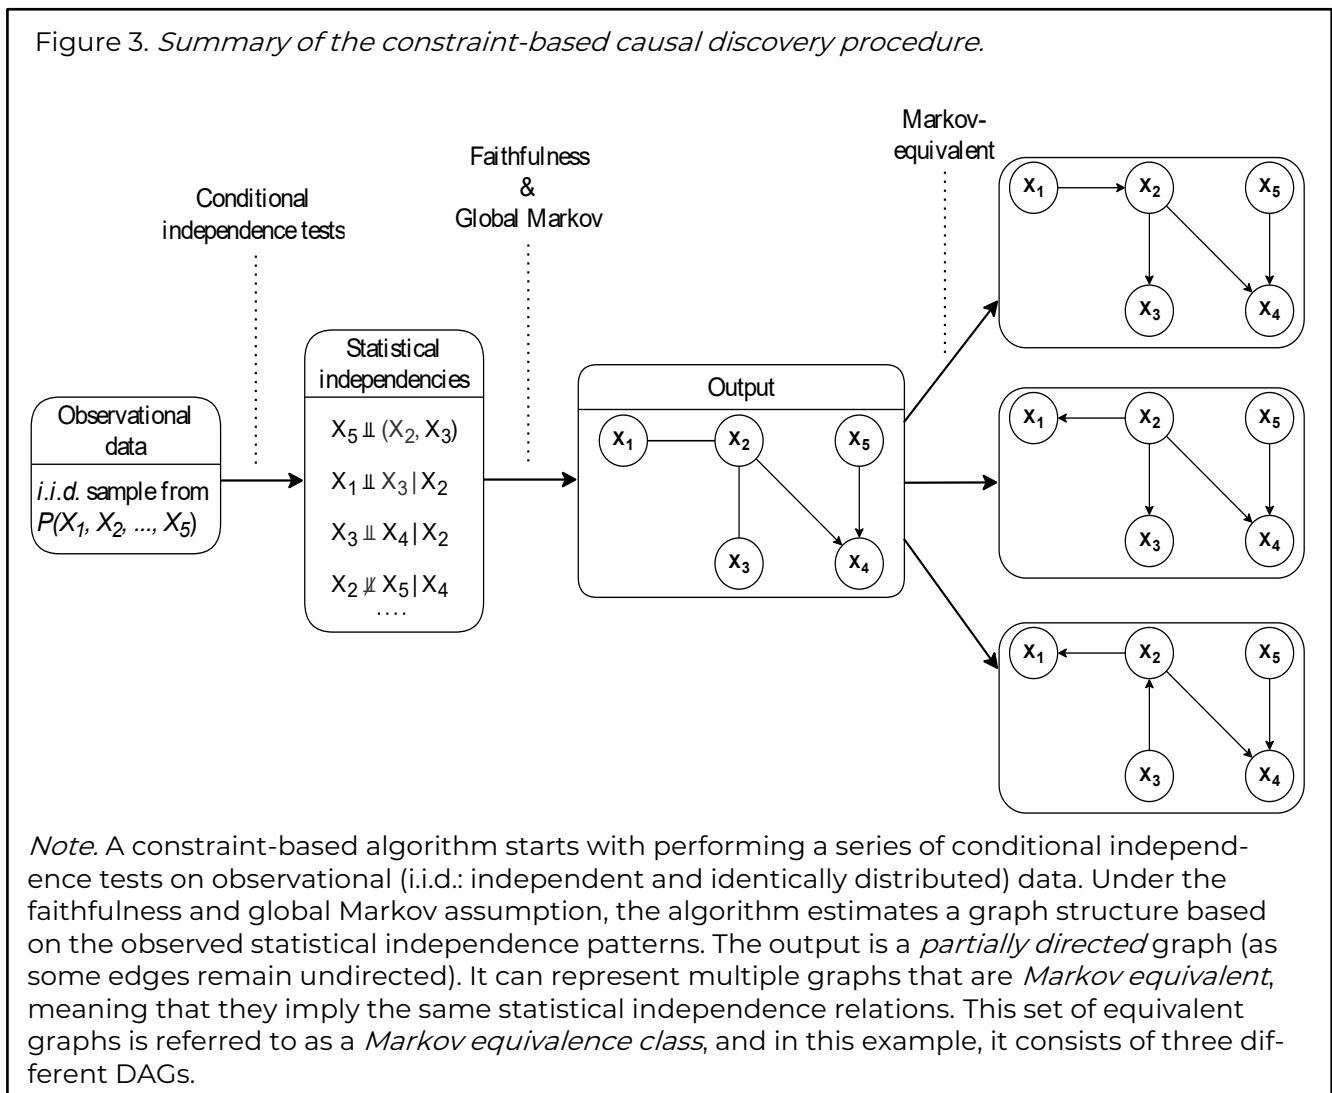 Figure 3. Summary of the constraint-based causal discovery procedure.
Conditional
independence tests
Faithfulness
&
Global Markov
Markov-
equivalent
Observational
data
i.i.d. sample from
P(X₁, X₂, ..., X₅)
Statistical
independencies
X₅ ⫫ (X₂, X₃)
X₁ ⫫ X₃ | X₂
X₃ ⫫ X₄ | X₂
X₂ ⫫̸ X₅ | X₄
....
Output
X₁ X₂ X₅
X₃ X₄
X₁ X₂ X₅
X₃ X₄
X₁ X₂ X₅
X₃ X₄
X₁ X₂ X₅
X₃ X₄
Note. A constraint-based algorithm starts with performing a series of conditional independ-
ence tests on observational (i.i.d.: independent and identically distributed) data. Under the
faithfulness and global Markov assumption, the algorithm estimates a graph structure based
on the observed statistical independence patterns. The output is a partially directed graph (as
some edges remain undirected). It can represent multiple graphs that are Markov equivalent,
meaning that they imply the same statistical independence relations. This set of equivalent
graphs is referred to as a Markov equivalence class, and in this example, it consists of three dif-
ferent DAGs.